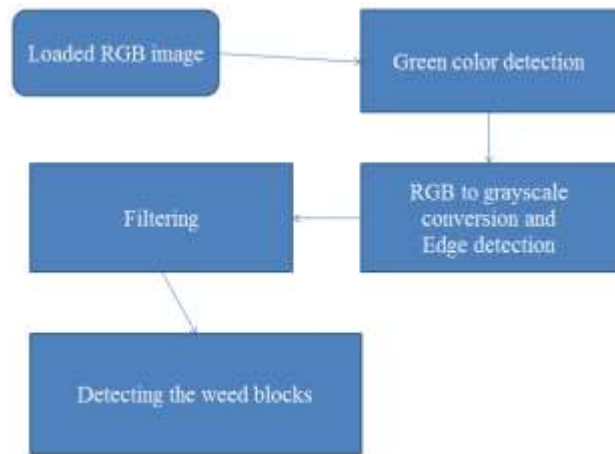 Loaded RGB image
Green color detection
RGB to grayscale
conversion and
Edge detection
Filtering
Detecting the weed blocks